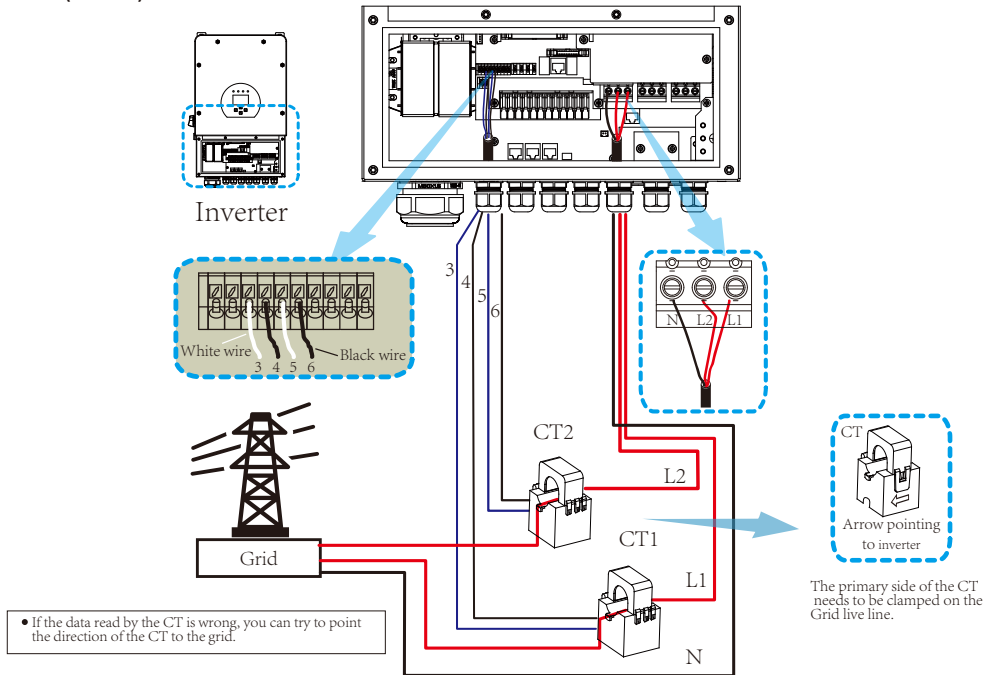 Inverter
3
4
5
6
White wire
Black wire
3 4 5 6
N L2 L1
CT2
L2
CT
Arrow pointing
to inverter
Grid
CT1
L1
The primary side of the CT
needs to be clamped on the
Grid live line.
• If the data read by the CT is wrong, you can try to point
the direction of the CT to the grid.
N